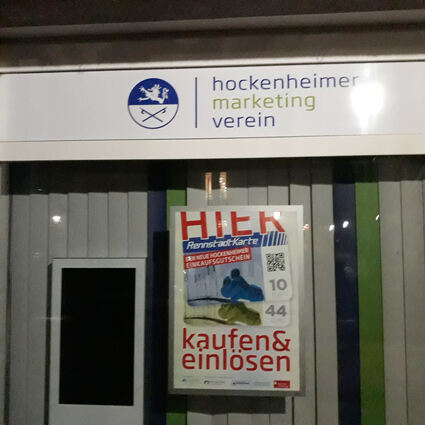 hockenheimer
marketing
verein
HIER
Rennstadt-Karte
DER NEUE HOCKENHEIMER
EINKAUFSGUTSCHEIN
10
44
kaufen&
einlösen